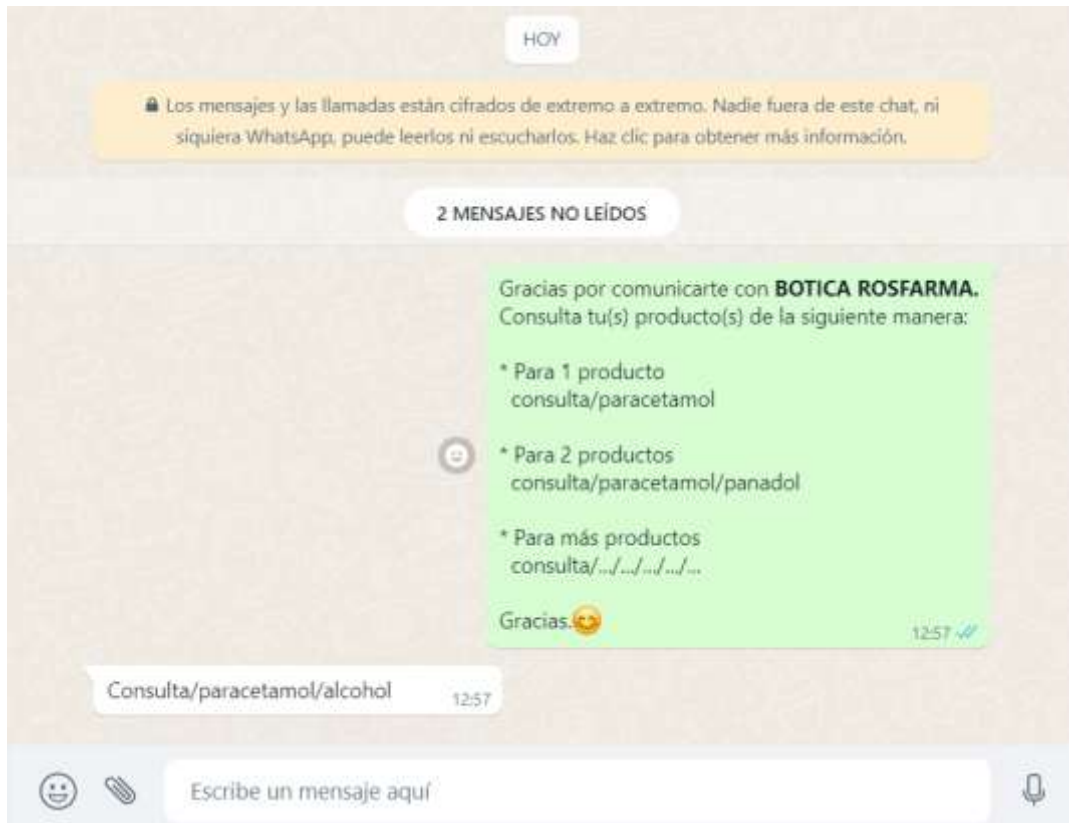 HOY
Los mensajes y las llamadas están cifrados de extremo a extremo. Nadie fuera de este chat, ni
siquiera WhatsApp, puede leerlos ni escucharlos. Haz clic para obtener más información.
2 MENSAJES NO LEÍDOS
Gracias por comunicarte con BOTICA ROSFARMA.
Consulta tu(s) producto(s) de la siguiente manera:
* Para 1 producto
consulta/paracetamol
* Para 2 productos
consulta/paracetamol/panadol
* Para más productos
consulta/.../.../.../.../...
Gracias.😊
12:57
Consulta/paracetamol/alcohol
12:57
Escribe un mensaje aquí